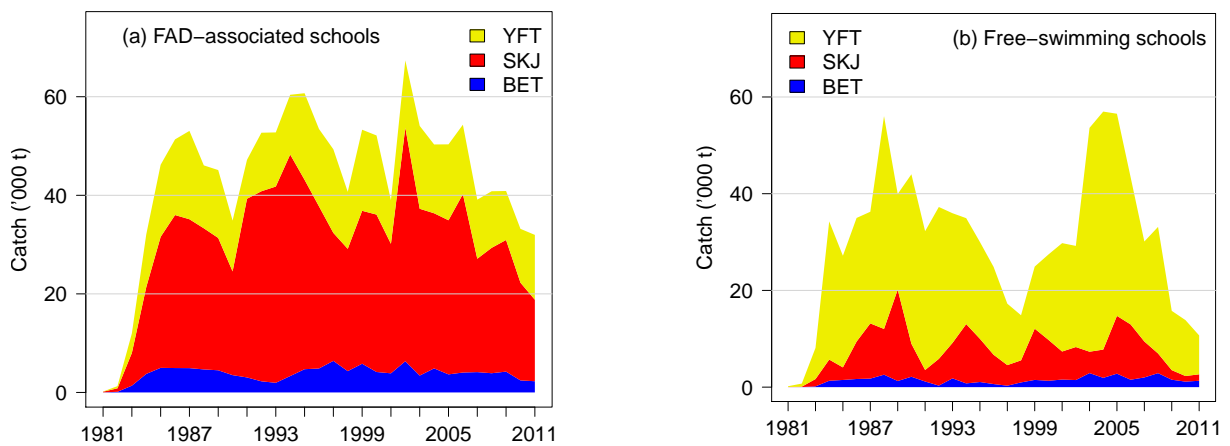 (a) FAD−associated schools
YFT
SKJ
BET
Catch ('000 t)
60
40
20
0
1981 1987 1993 1999 2005 2011
(b) Free−swimming schools
YFT
SKJ
BET
Catch ('000 t)
60
40
20
0
1981 1987 1993 1999 2005 2011